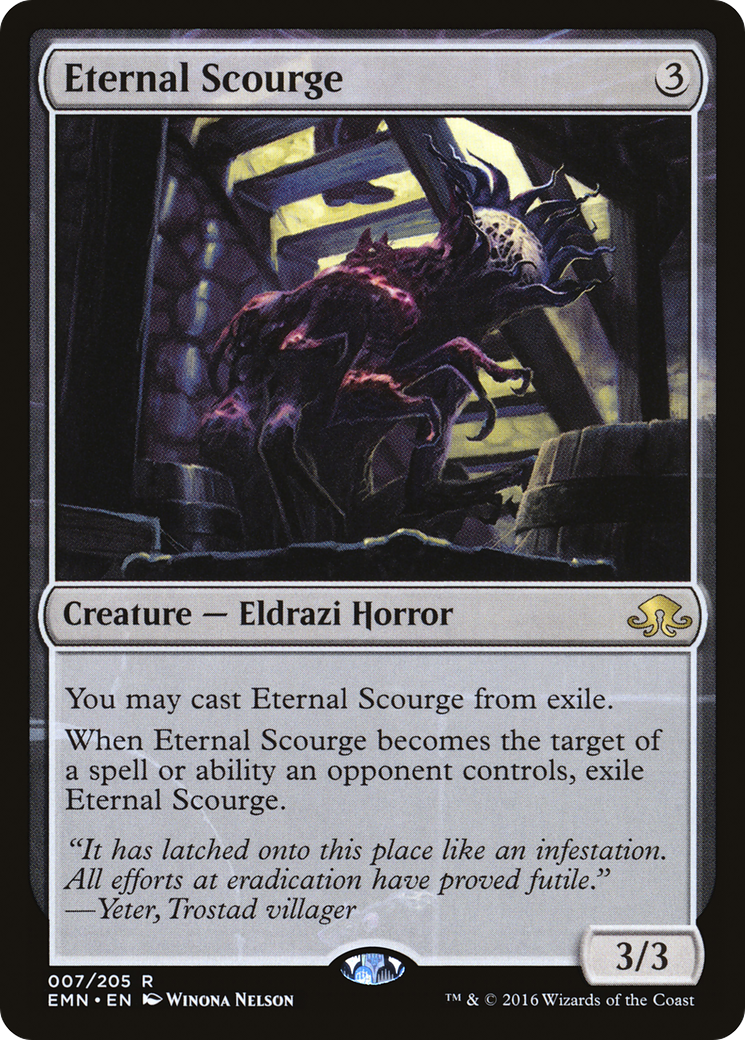 Eternal Scourge 3
Creature — Eldrazi Horror
You may cast Eternal Scourge from exile.
When Eternal Scourge becomes the target of
a spell or ability an opponent controls, exile
Eternal Scourge.
“It has latched onto this place like an infestation.
All efforts at eradication have proved futile.”
—Yeter, Trostad villager
3/3
007/205 R
EMN • EN Winona Nelson ™ & © 2016 Wizards of the Coast